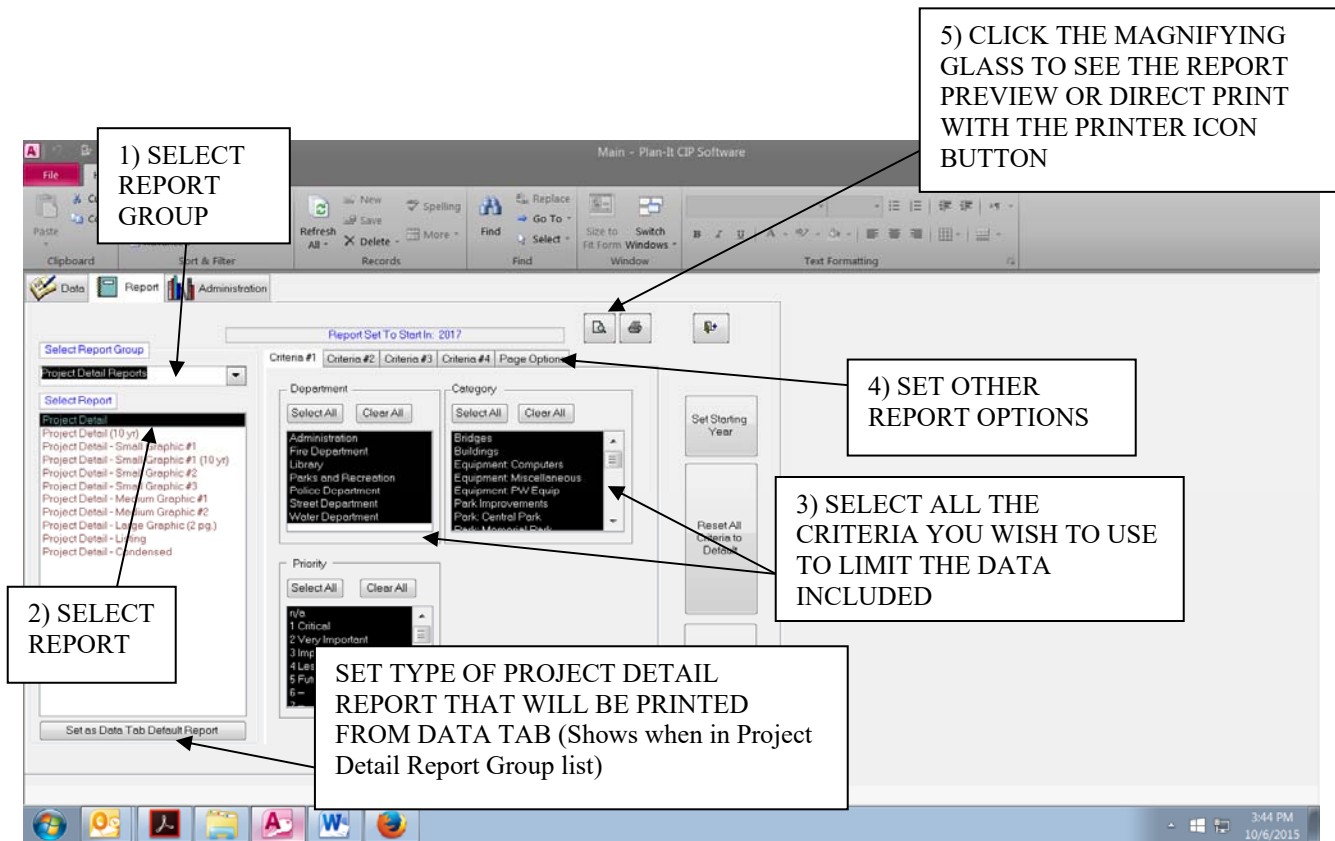 5) CLICK THE MAGNIFYING
GLASS TO SEE THE REPORT
PREVIEW OR DIRECT PRINT
WITH THE PRINTER ICON
BUTTON
1) SELECT
REPORT
GROUP
Main - Plan-It CIP Software
File
Paste
Clipboard
Sort & Filter
Refresh
All
New
Save
Delete
Spelling
More
Records
Find
Replace
Go To
Select
Find
Size to
Fit Form
Switch
Windows
Window
B I U A
Text Formatting
Data
Report
Administration
Report Set To Start In: 2017
Select Report Group
Project Detail Reports
Select Report
Project Detail
Project Detail (10 yr)
Project Detail - Small Graphic #1
Project Detail - Small Graphic #1 (10 yr)
Project Detail - Small Graphic #2
Project Detail - Small Graphic #3
Project Detail - Medium Graphic #1
Project Detail - Medium Graphic #2
Project Detail - Large Graphic (2 pg.)
Project Detail - Listing
Project Detail - Condensed
Set as Data Tab Default Report
Criteria #1
Criteria #2
Criteria #3
Criteria #4
Page Options
Department
Select All
Clear All
Administration
Fire Department
Library
Parks and Recreation
Police Department
Street Department
Water Department
Category
Select All
Clear All
Bridges
Buildings
Equipment: Computers
Equipment: Miscellaneous
Equipment: PW Equip
Park Improvements
Park: Central Park
Park: Memorial Park
Priority
Select All
Clear All
n/a
1 Critical
2 Very Important
Set Starting
Year
Reset All
Criteria to
Default
4) SET OTHER
REPORT OPTIONS
3) SELECT ALL THE
CRITERIA YOU WISH TO USE
TO LIMIT THE DATA
INCLUDED
2) SELECT
REPORT
SET TYPE OF PROJECT DETAIL
REPORT THAT WILL BE PRINTED
FROM DATA TAB (Shows when in Project
Detail Report Group list)
3:44 PM
10/6/2015